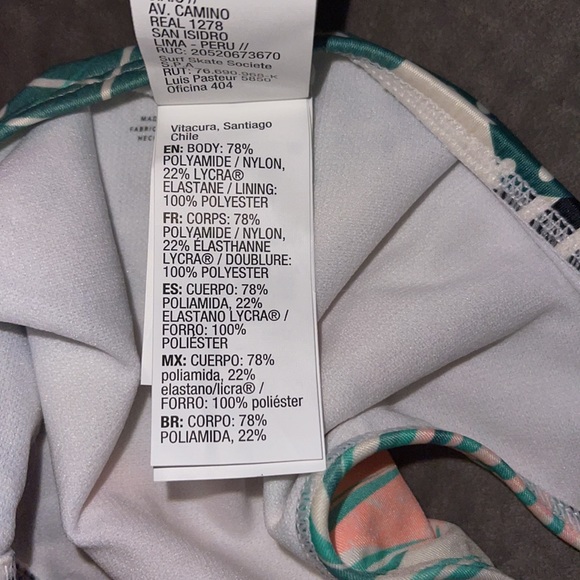 AV. CAMINO
REAL 1278
SAN ISIDRO
LIMA - PERU //
RUC: 20520673670
Surf Skate Societe
S.P.A
RUT: 76.690.
Luis Pasteur 5850
Oficina 404
Vitacura, Santiago
Chile
EN: BODY: 78%
POLYAMIDE / NYLON,
22% LYCRA®
ELASTANE / LINING:
100% POLYESTER
FR: CORPS: 78%
POLYAMIDE / NYLON,
22% ÉLASTHANNE
LYCRA® / DOUBLURE:
100% POLYESTER
ES: CUERPO: 78%
POLIAMIDA, 22%
ELASTANO LYCRA® /
FORRO: 100%
POLIÉSTER
MX: CUERPO: 78%
poliamida, 22%
elastano/licra® /
FORRO: 100% poliéster
BR: CORPO: 78%
POLIAMIDA, 22%